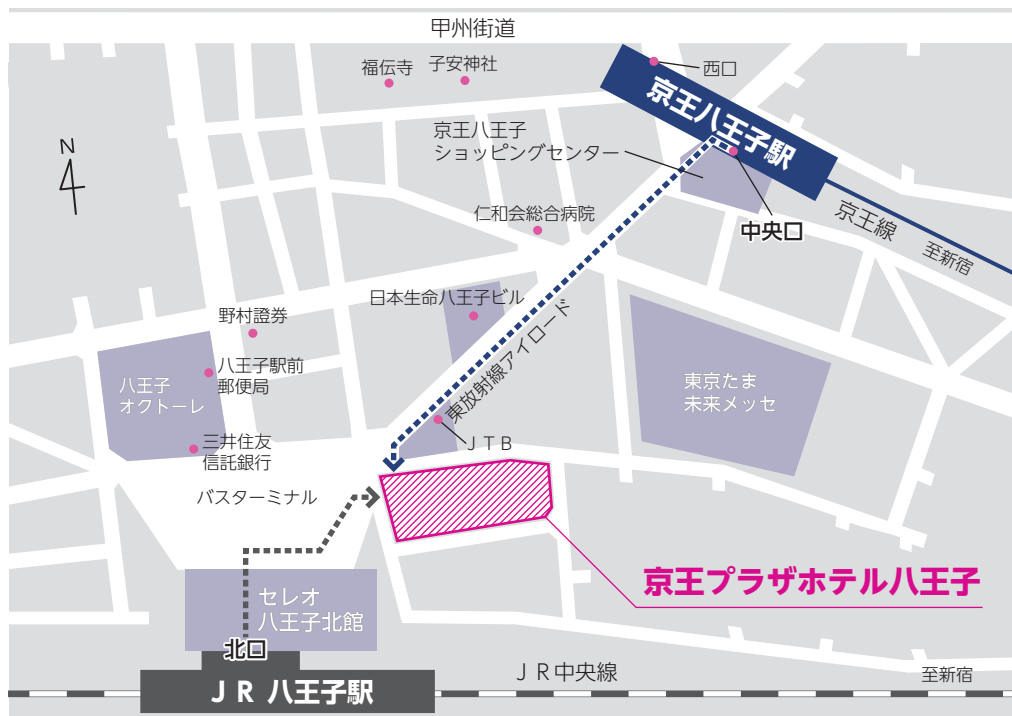 甲州街道
福伝寺
子安神社
西口
京王八王子駅
京王八王子
ショッピングセンター
N
仁和会総合病院
中央口
京王線
至新宿
日本生命八王子ビル
野村證券
八王子駅前
郵便局
八王子
オクトーレ
東放射線アイロード
東京たま
未来メッセ
三井住友
信託銀行
JTB
バスターミナル
京王プラザホテル八王子
セレオ
八王子北館
北口
JR 八王子駅
JR中央線
至新宿